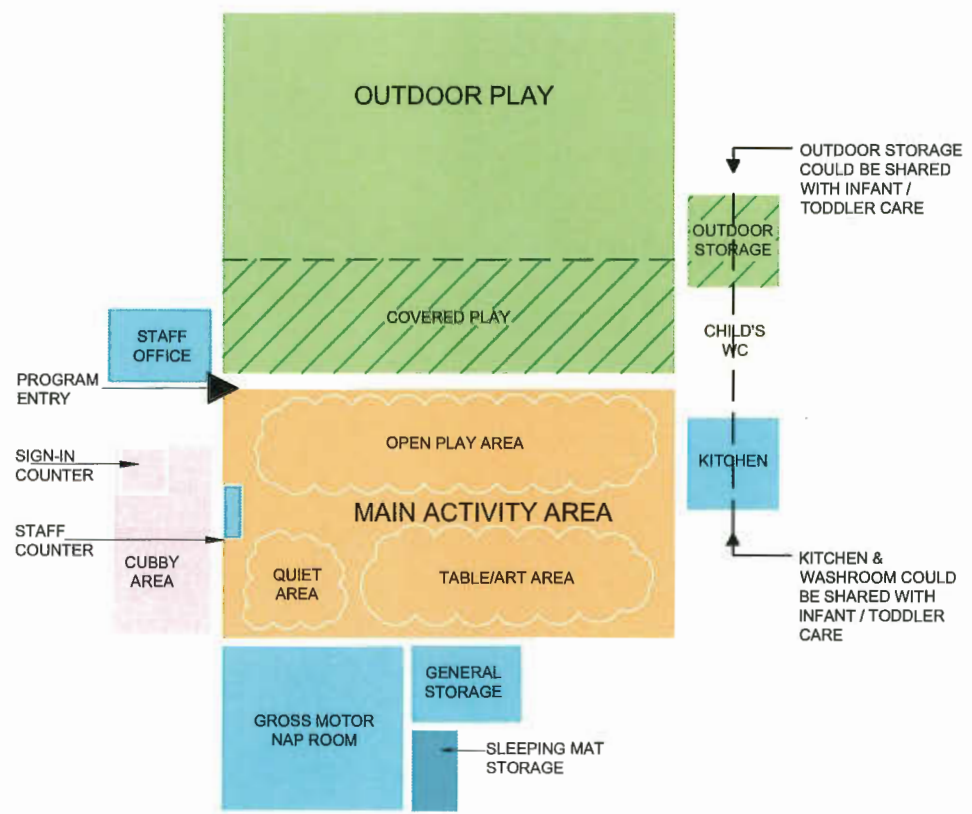 OUTDOOR PLAY
OUTDOOR STORAGE
COULD BE SHARED
WITH INFANT /
TODDLER CARE
OUTDOOR
STORAGE
COVERED PLAY
CHILD'S
WC
STAFF
OFFICE
PROGRAM
ENTRY
OPEN PLAY AREA
SIGN-IN
COUNTER
KITCHEN
MAIN ACTIVITY AREA
STAFF
COUNTER
CUBBY
AREA
QUIET
AREA
TABLE/ART AREA
KITCHEN &
WASHROOM COULD
BE SHARED WITH
INFANT / TODDLER
CARE
GENERAL
STORAGE
GROSS MOTOR
NAP ROOM
SLEEPING MAT
STORAGE